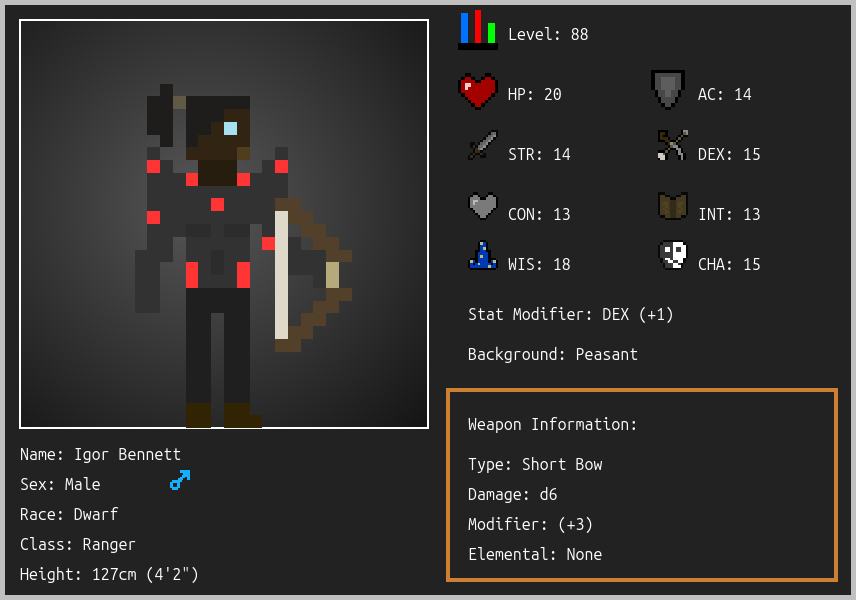 Level: 88
HP: 20
AC: 14
STR: 14
DEX: 15
CON: 13
INT: 13
WIS: 18
CHA: 15
Stat Modifier: DEX (+1)
Background: Peasant
Weapon Information:
Type: Short Bow
Damage: d6
Modifier: (+3)
Elemental: None
Name: Igor Bennett
Sex: Male
Race: Dwarf
Class: Ranger
Height: 127cm (4'2")